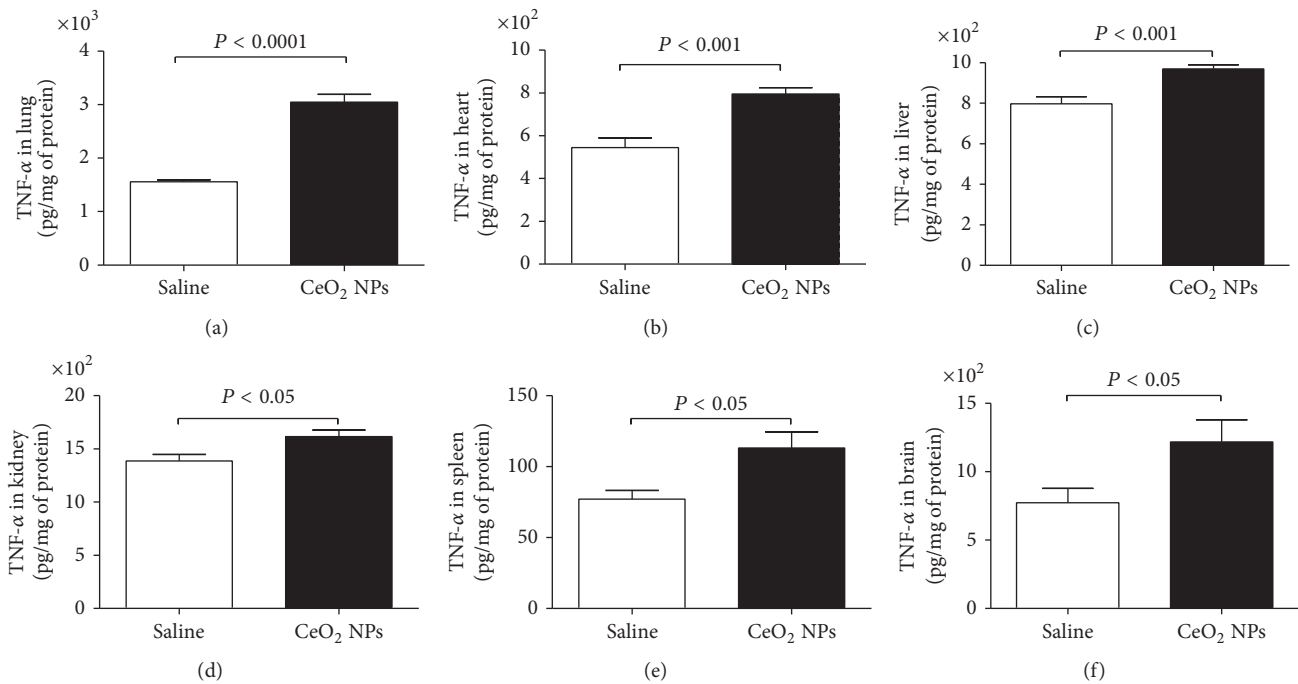 ×10³
TNF-α in lung
(pg/mg of protein)
4
3
2
1
0
P < 0.0001
Saline
CeO₂ NPs
(a)
×10²
TNF-α in heart
(pg/mg of protein)
10
8
6
4
2
0
P < 0.001
Saline
CeO₂ NPs
(b)
×10²
TNF-α in liver
(pg/mg of protein)
10
8
6
4
2
0
P < 0.001
Saline
CeO₂ NPs
(c)
×10²
TNF-α in kidney
(pg/mg of protein)
20
15
10
5
0
P < 0.05
Saline
CeO₂ NPs
(d)
TNF-α in spleen
(pg/mg of protein)
150
100
50
0
P < 0.05
Saline
CeO₂ NPs
(e)
×10²
TNF-α in brain
(pg/mg of protein)
15
10
5
0
P < 0.05
Saline
CeO₂ NPs
(f)